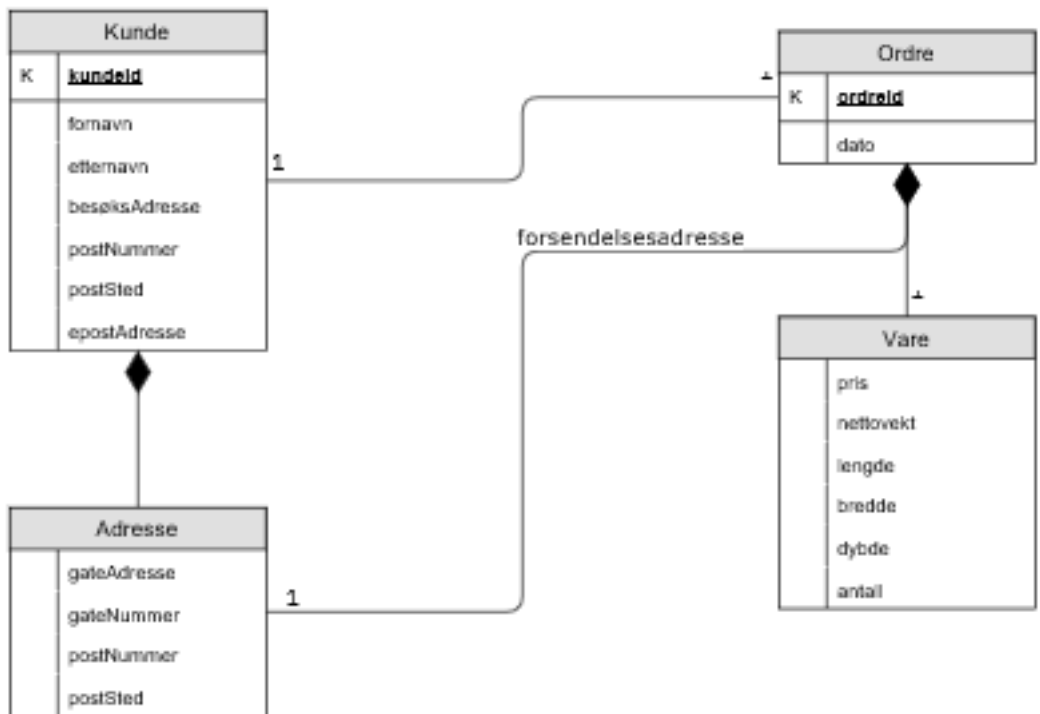 Kunde
K kundeId
fornavn
etternavn
besøksAdresse
postNummer
postSted
epostAdresse
1
Ordre
K ordreId
dato
forsendelsesadresse
Vare
pris
nettovekt
lengde
bredde
dybde
antall
Adresse
gateAdresse
gateNummer
postNummer
postSted
1